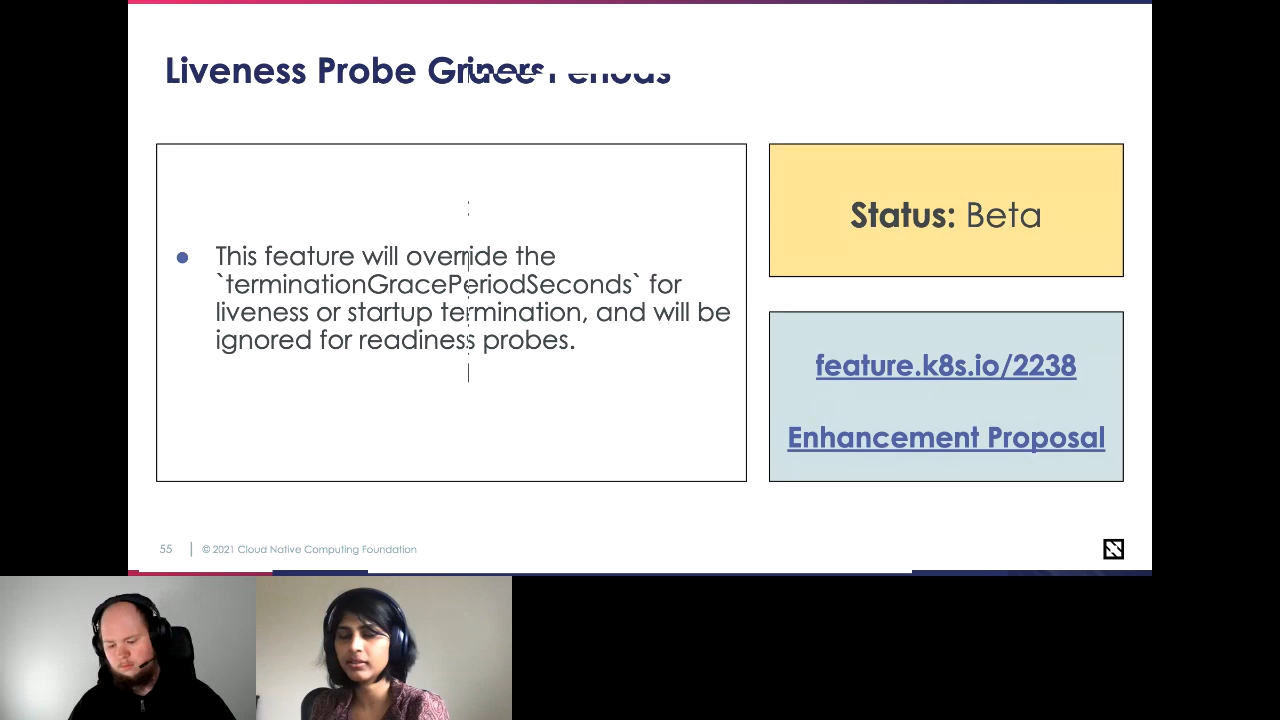 Liveness Probe
This feature will override the
`terminationGracePeriodSeconds` for
liveness or startup termination, and will be
ignored for readiness probes.
Status: Beta
feature.k8s.io/2238
Enhancement Proposal
55
© 2021 Cloud Native Computing Foundation